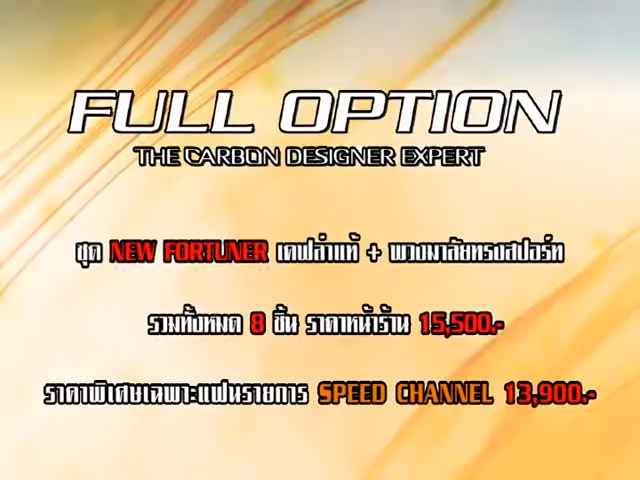 FULL OPTION
THE CARBON DESIGNER EXPERT
ชุด NEW FORTUNER เคฟล่าแท้ + พวงมาลัยทรงสปอร์ท
รวมทั้งหมด 8 ชิ้น ราคาหน้าร้าน 15,500.-
ราคาพิเศษเฉพาะแฟนรายการ SPEED CHANNEL 13,900.-